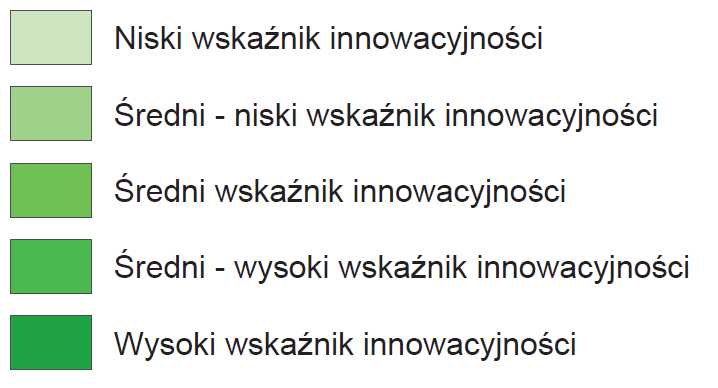 Niski wskaźnik innowacyjności
Średni - niski wskaźnik innowacyjności
Średni wskaźnik innowacyjności
Średni - wysoki wskaźnik innowacyjności
Wysoki wskaźnik innowacyjności